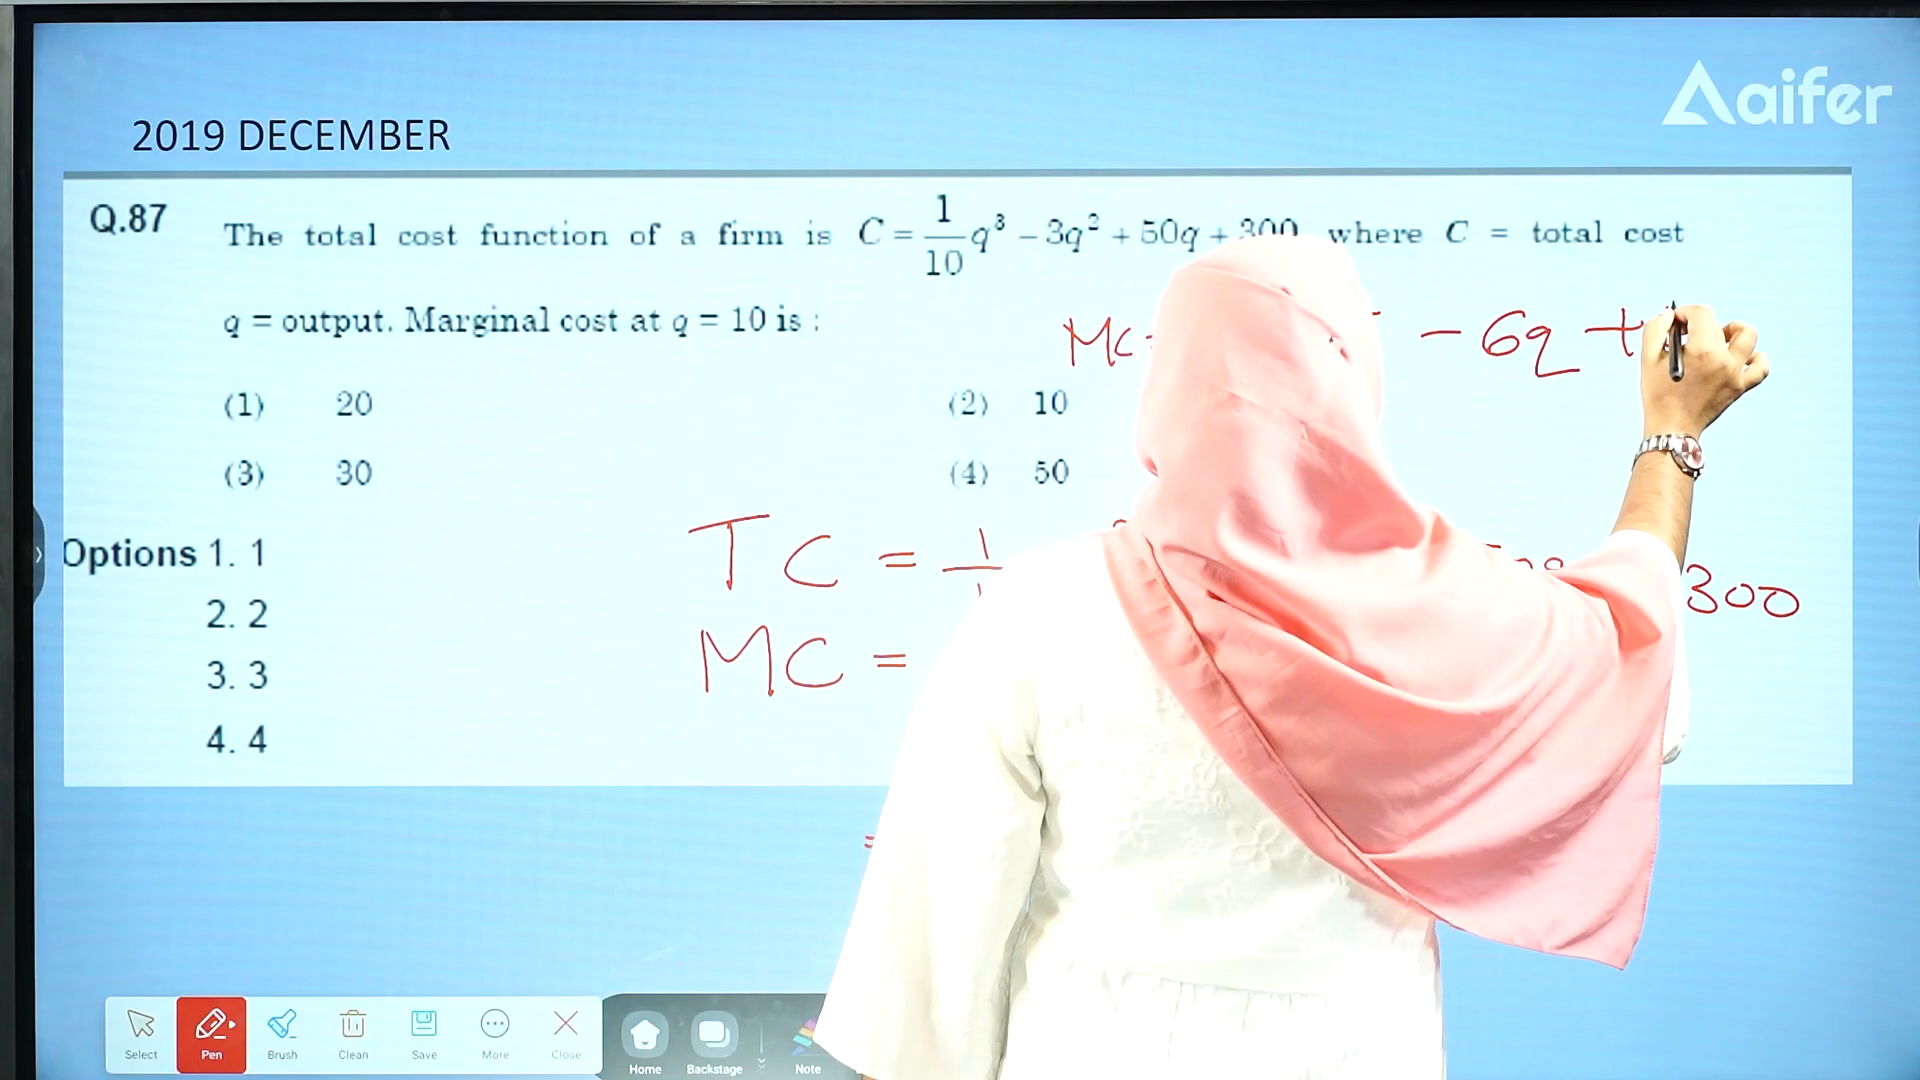 aifer
2019 DECEMBER
Q.87 The total cost function of a firm is C = 1/10 q³ − 3q² + 50q + 300 where C = total cost
q = output. Marginal cost at q = 10 is :
MC − 6q +
(1) 20 (2) 10
(3) 30 (4) 50
TC = 1 300
MC =
Options 1. 1
2. 2
3. 3
4. 4
=
Select Pen Brush Clean Save More Close Home Backstage Note